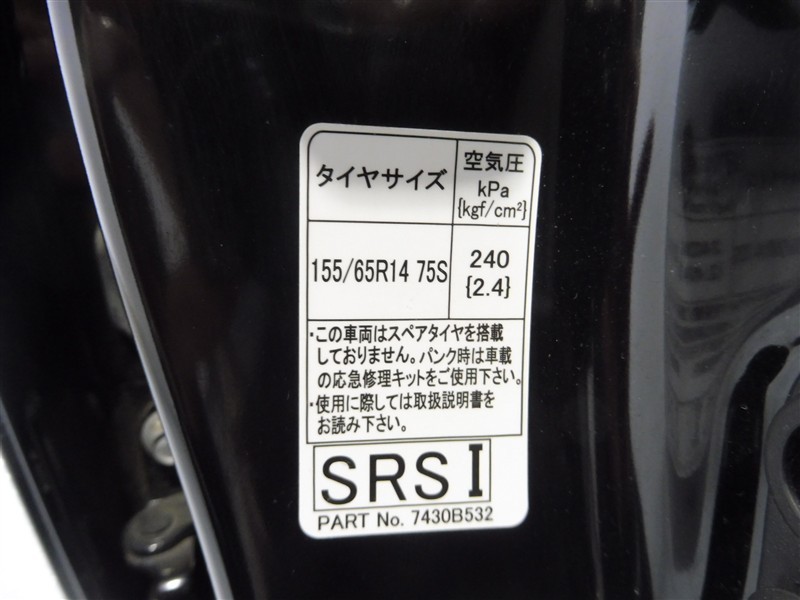 タイヤサイズ
空気圧
kPa
{kgf/cm²}
155/65R14 75S
240
{2.4}
・この車両はスペアタイヤを搭載
しておりません。パンク時は車載
の応急修理キットをご使用下さい。
・使用に際しては取扱説明書を
お読み下さい。
SRS I
PART No. 7430B532